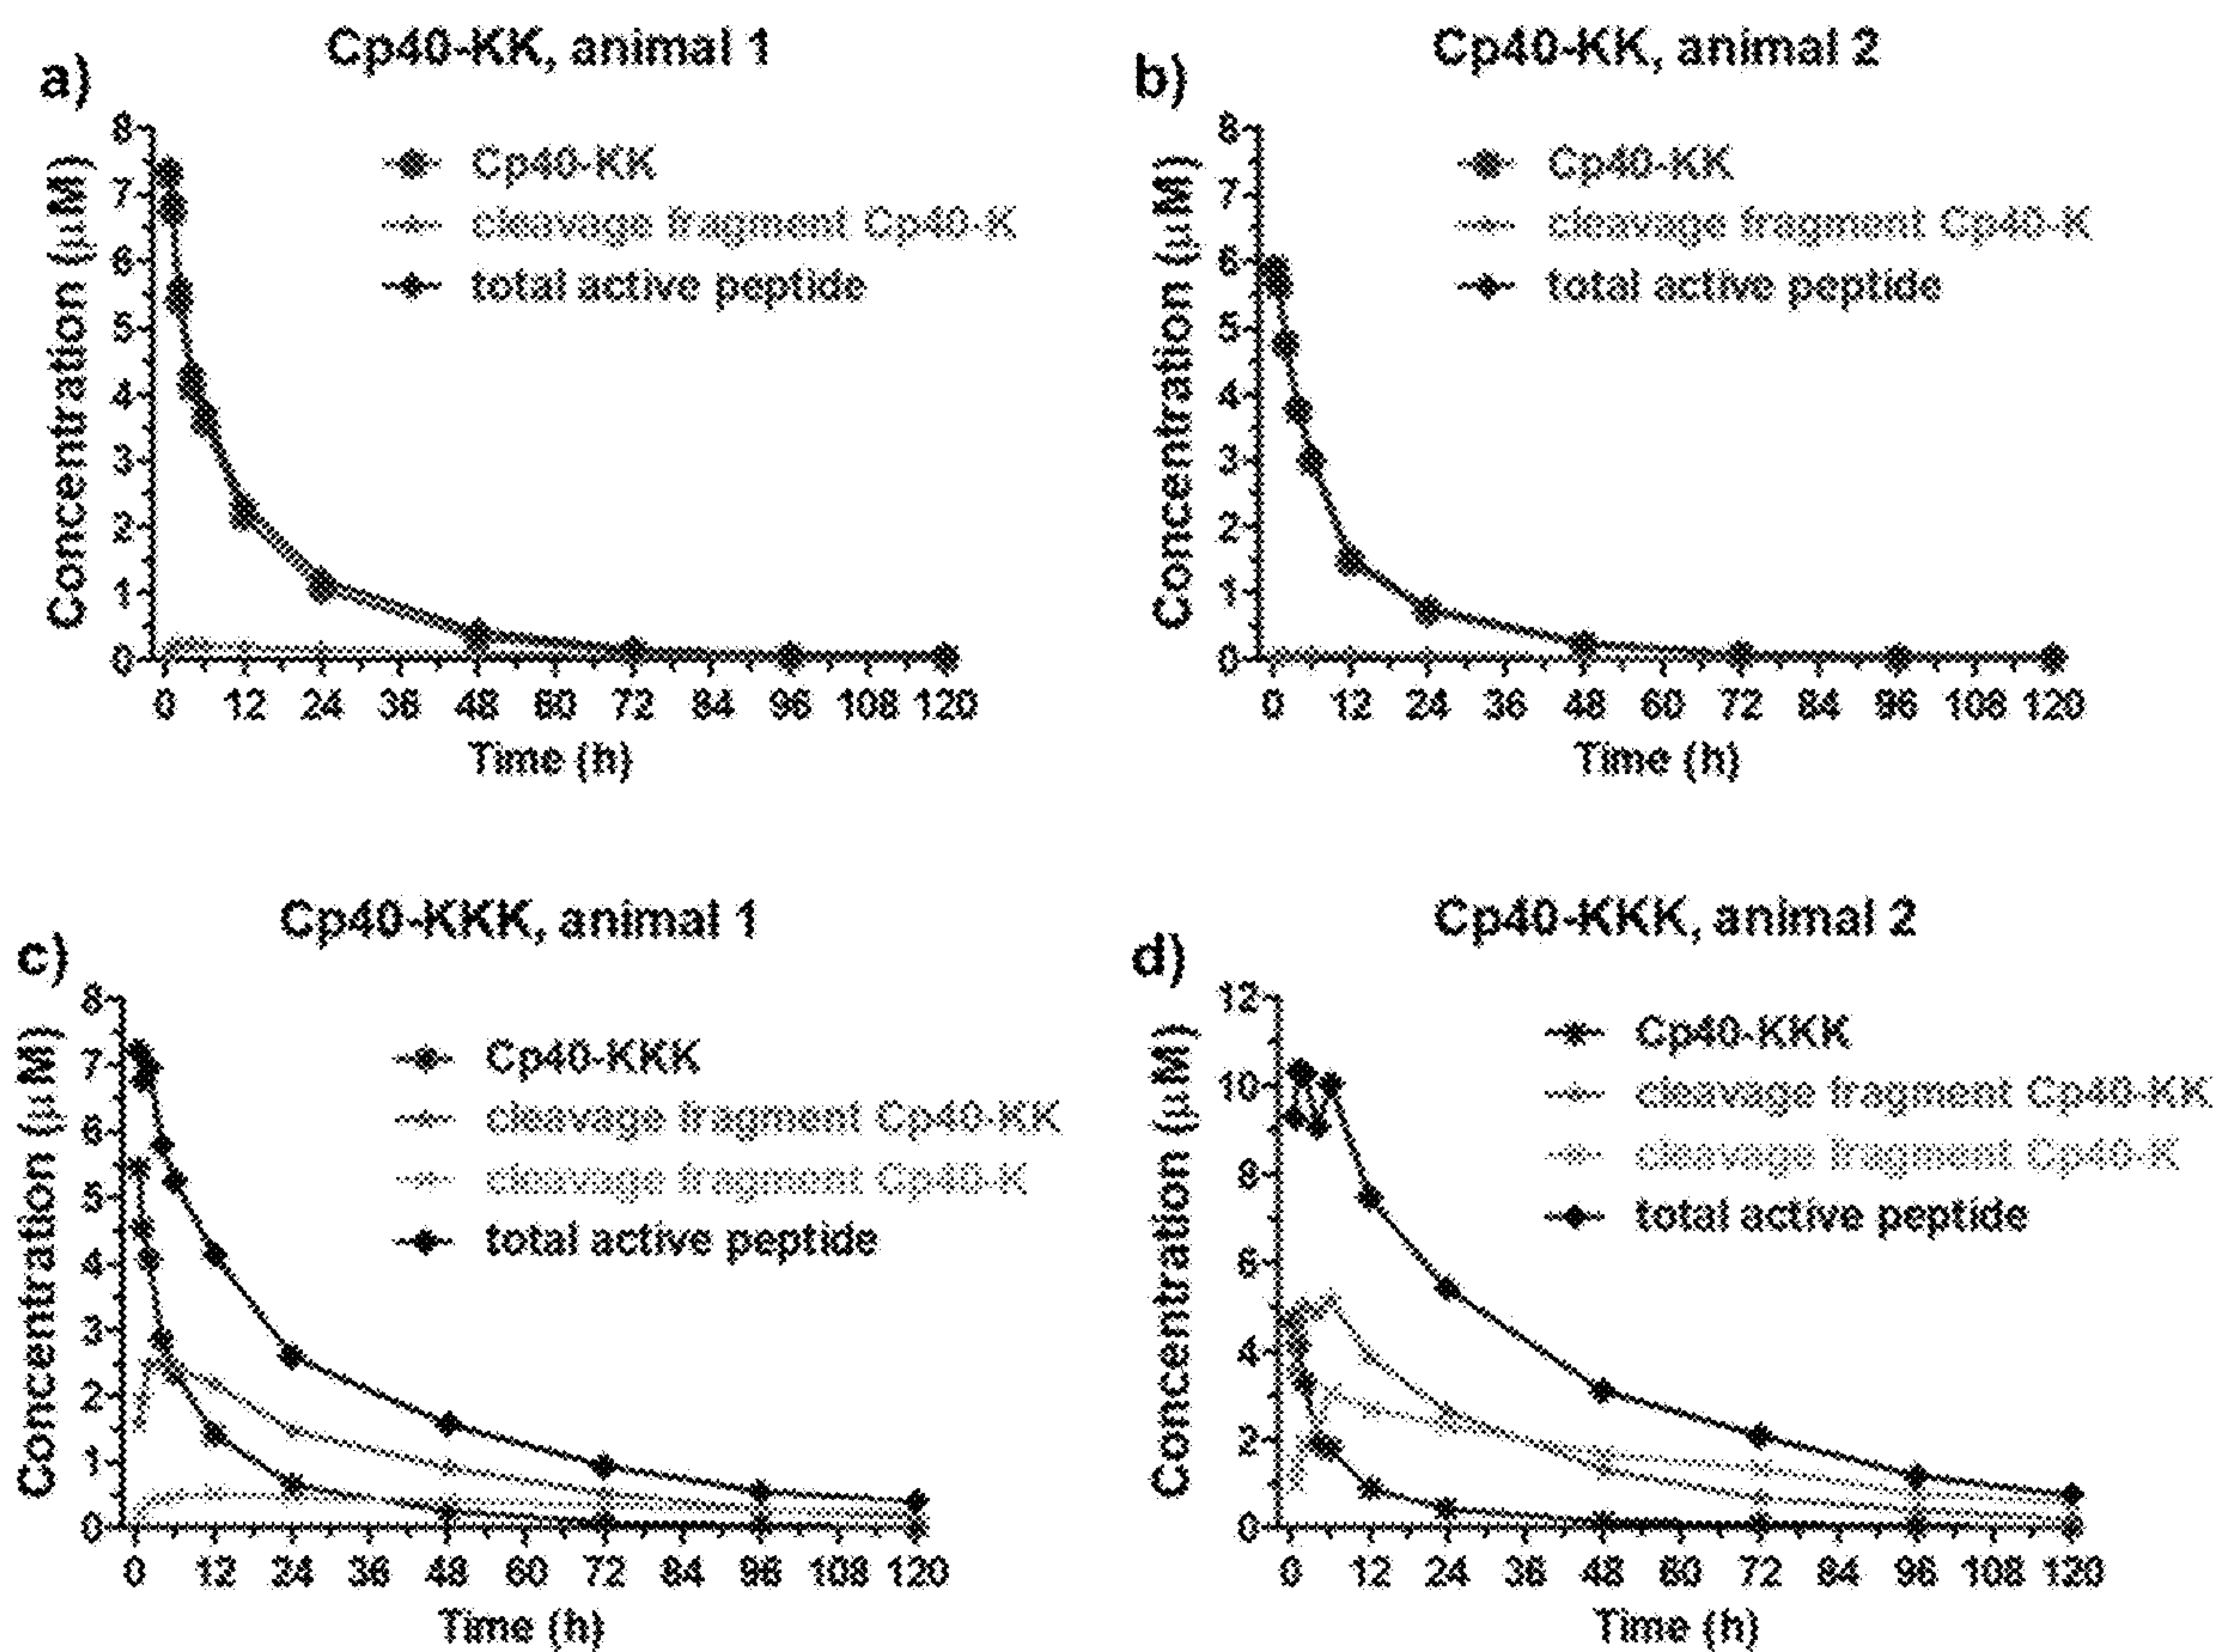 a)
Cp40-KK, animal 1
Cp40-KK
cleavage fragment Cp40-K
total active peptide
Concentration (µM)
8
7
6
5
4
3
2
1
0
0 12 24 36 48 60 72 84 96 108 120
Time (h)
b)
Cp40-KK, animal 2
Cp40-KK
cleavage fragment Cp40-K
total active peptide
Concentration (µM)
8
7
6
5
4
3
2
1
0
0 12 24 36 48 60 72 84 96 108 120
Time (h)
c)
Cp40-KKK, animal 1
Cp40-KKK
cleavage fragment Cp40-KK
cleavage fragment Cp40-K
total active peptide
Concentration (µM)
8
7
6
5
4
3
2
1
0
0 12 24 36 48 60 72 84 96 108 120
Time (h)
d)
Cp40-KKK, animal 2
Cp40-KKK
cleavage fragment Cp40-KK
cleavage fragment Cp40-K
total active peptide
Concentration (µM)
12
10
8
6
4
2
0
0 12 24 36 48 60 72 84 96 108 120
Time (h)